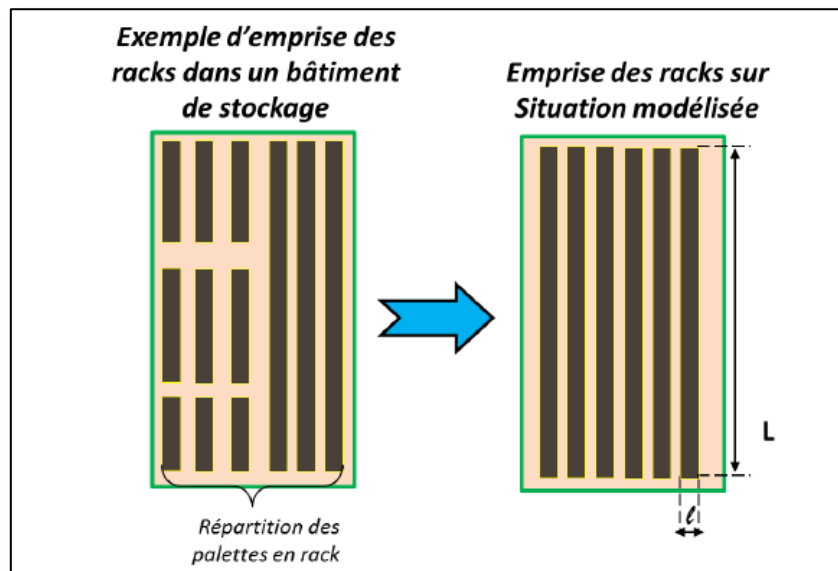 Exemple d’emprise des
racks dans un bâtiment
de stockage
Emprise des racks sur
Situation modélisée
L
ℓ
Répartition des
palettes en rack